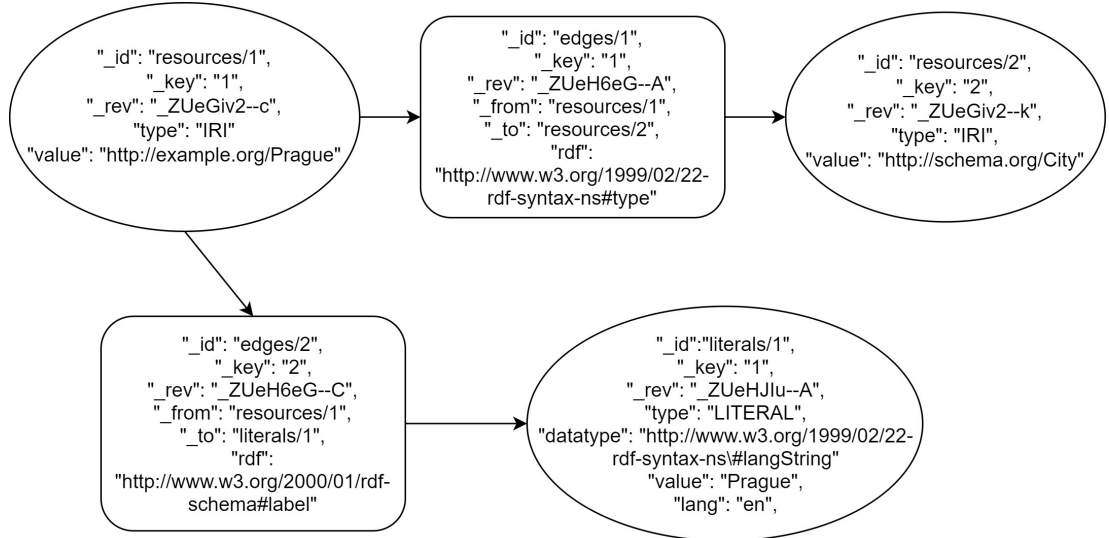 "_id": "resources/1",
"_key": "1",
"_rev": "_ZUeGiv2--c",
"type": "IRI"
"value": "http://example.org/Prague"
"_id": "edges/1",
"_key": "1",
"_rev": "_ZUeH6eG--A",
"_from": "resources/1",
"_to": "resources/2",
"rdf":
"http://www.w3.org/1999/02/22-
rdf-syntax-ns#type"
"_id": "resources/2",
"_key": "2",
"_rev": "_ZUeGiv2--k",
"type": "IRI",
"value": "http://schema.org/City"
"_id": "edges/2",
"_key": "2",
"_rev": "_ZUeH6eG--C",
"_from": "resources/1",
"_to": "literals/1",
"rdf":
"http://www.w3.org/2000/01/rdf-
schema#label"
"_id":"literals/1",
"_key": "1",
"_rev": "_ZUeHJIu--A",
"type": "LITERAL",
"datatype": "http://www.w3.org/1999/02/22-
rdf-syntax-ns\#langString"
"value": "Prague",
"lang": "en",